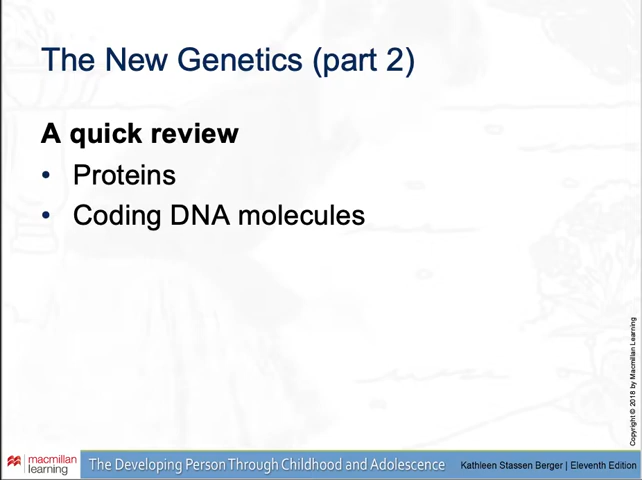 The New Genetics (part 2)
A quick review
• Proteins
• Coding DNA molecules
Copyright © 2018 by Macmillan Learning
macmillan
learning
The Developing Person Through Childhood and Adolescence
Kathleen Stassen Berger | Eleventh Edition